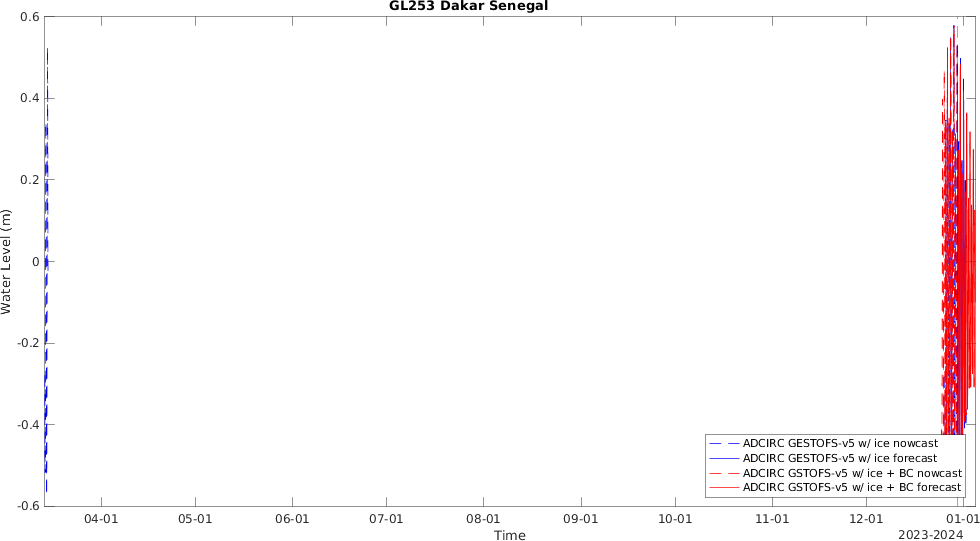 GL253 Dakar Senegal
0.6
0.4
0.2
0
-0.2
-0.4
-0.6
Water Level (m)
ADCIRC GESTOFS-v5 w/ ice nowcast
ADCIRC GESTOFS-v5 w/ ice forecast
ADCIRC GSTOFS-v5 w/ ice + BC nowcast
ADCIRC GSTOFS-v5 w/ ice + BC forecast
04-01 05-01 06-01 07-01 08-01 09-01 10-01 11-01 12-01 01-01
Time
2023-2024